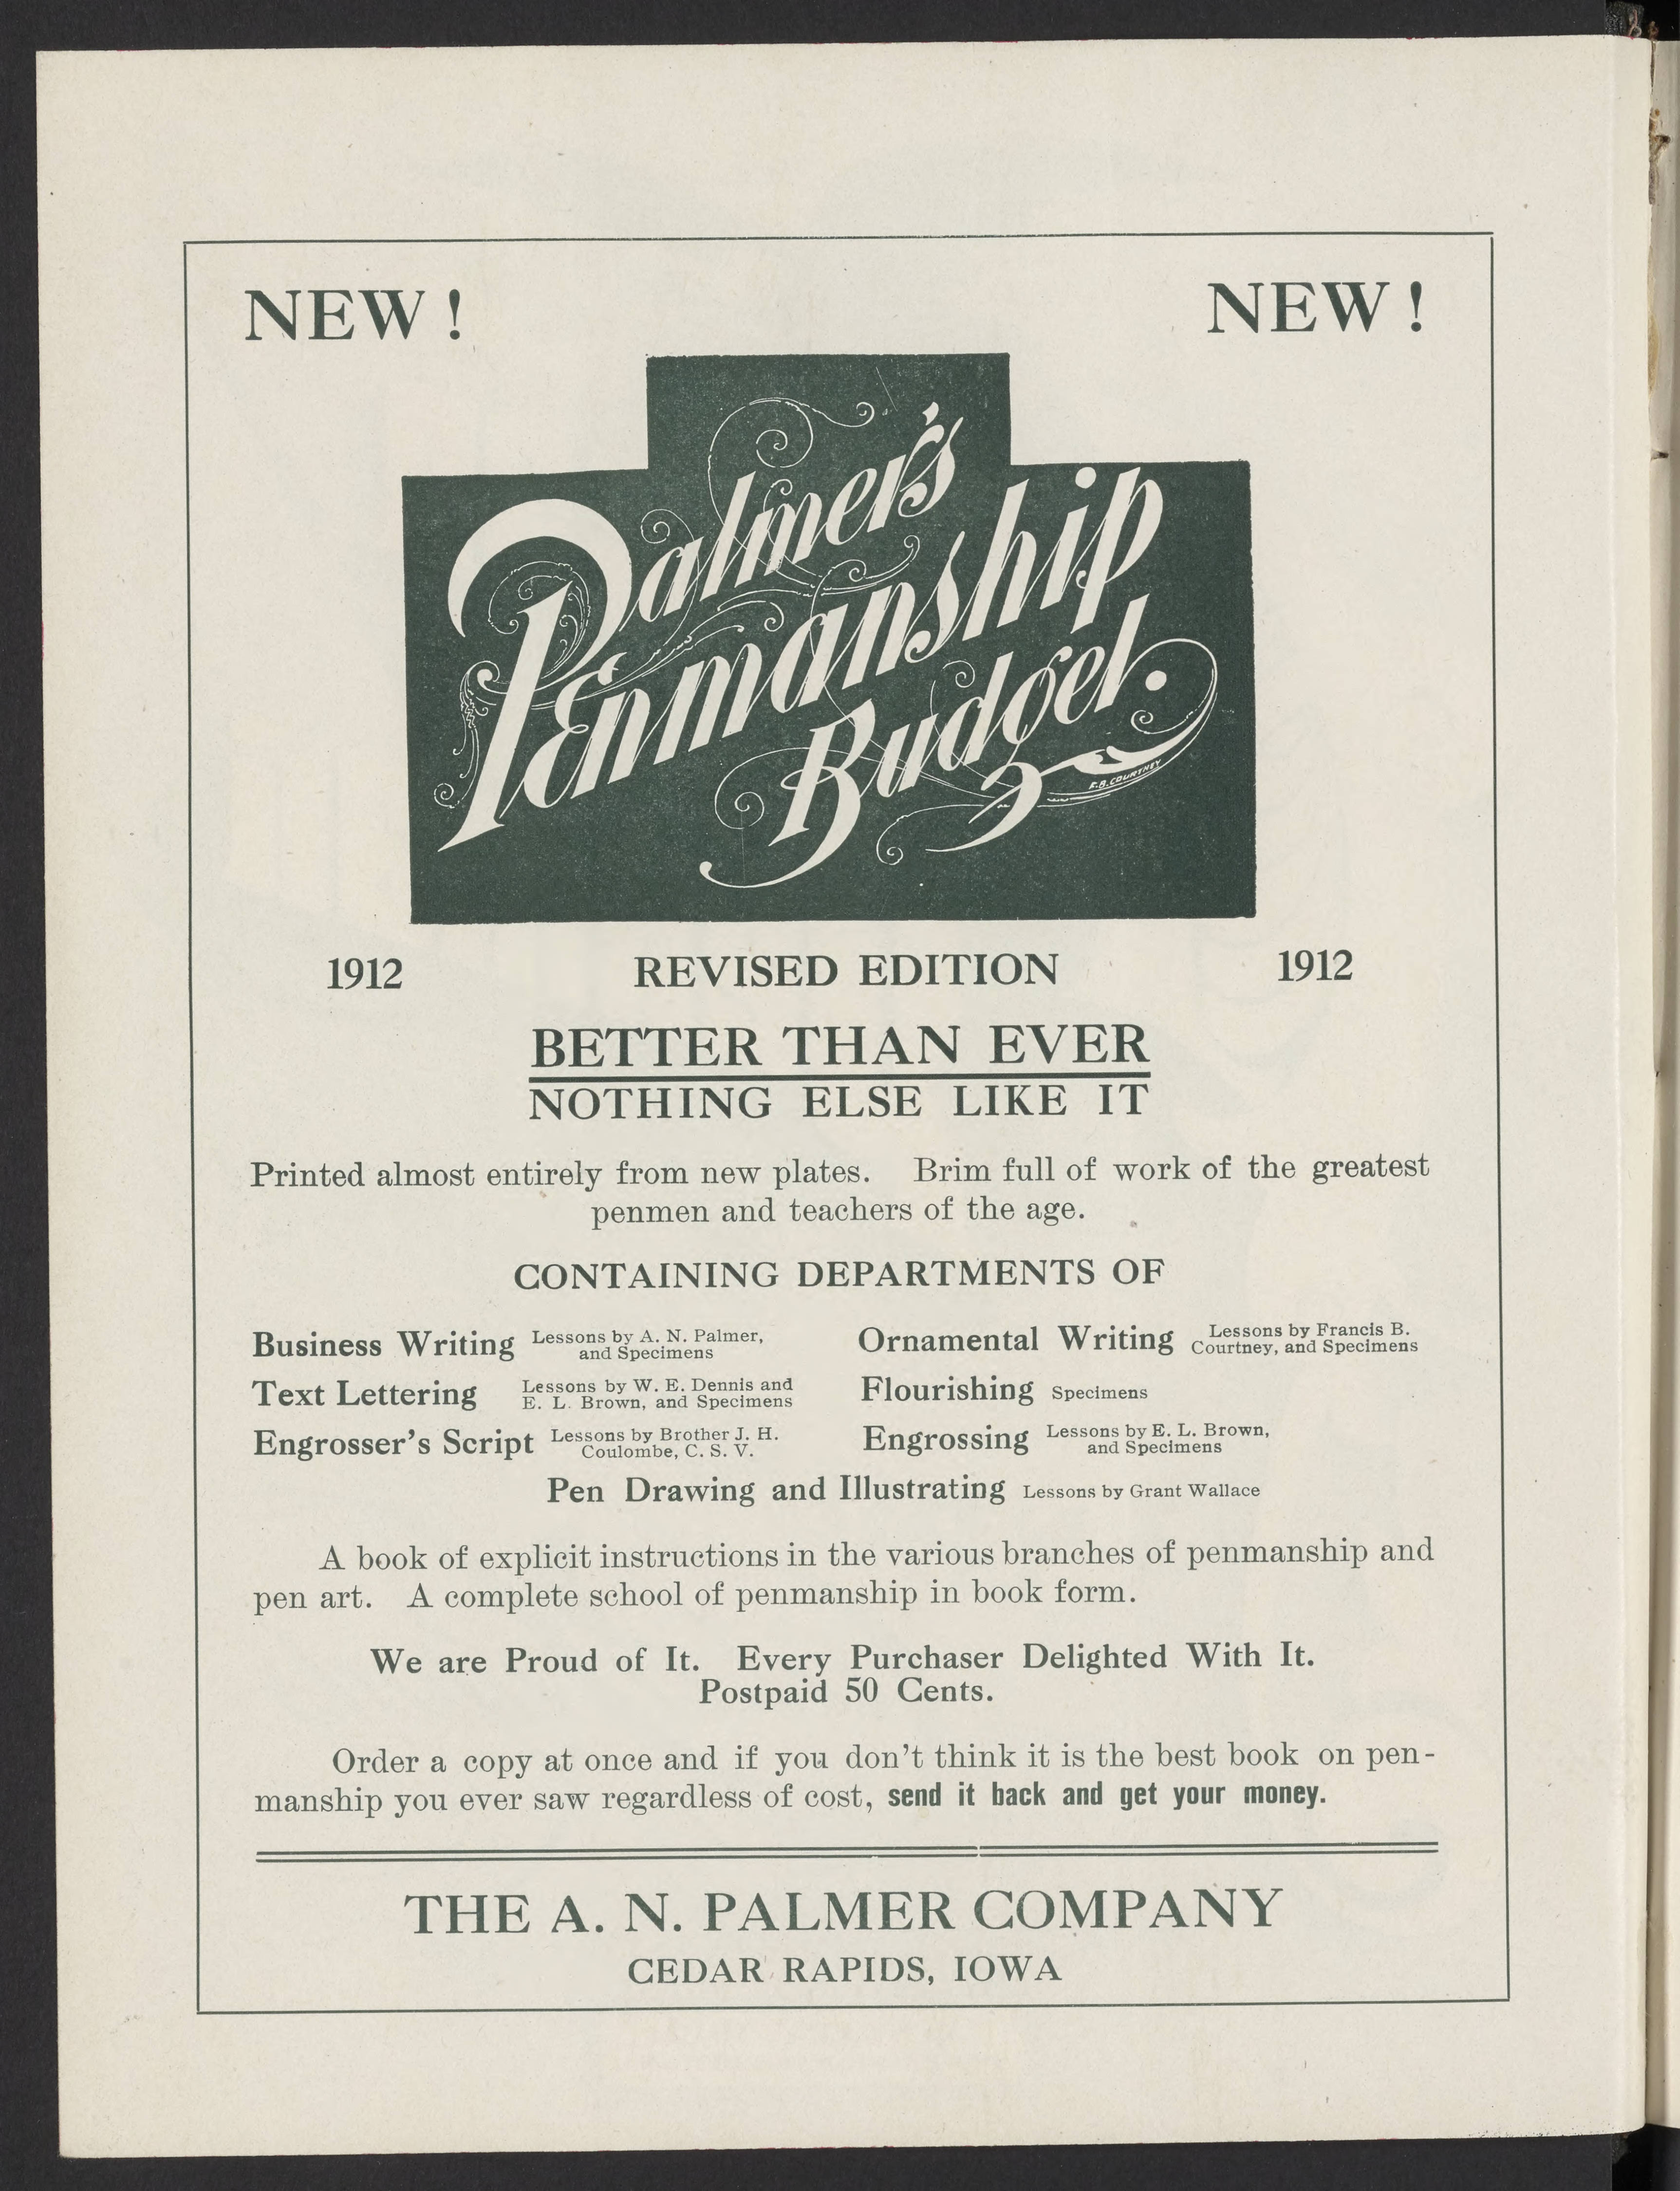 NEW! NEW!
Palmer's
Penmanship
Budget.
F.B. COURTNEY
1912 REVISED EDITION 1912
BETTER THAN EVER
NOTHING ELSE LIKE IT
Printed almost entirely from new plates. Brim full of work of the greatest
penmen and teachers of the age.
CONTAINING DEPARTMENTS OF
Business Writing Lessons by A. N. Palmer,
and Specimens
Ornamental Writing Lessons by Francis B.
Courtney, and Specimens
Text Lettering Lessons by W. E. Dennis and
E. L. Brown, and Specimens
Flourishing Specimens
Engrosser's Script Lessons by Brother J. H.
Coulombe, C. S. V.
Engrossing Lessons by E. L. Brown,
and Specimens
Pen Drawing and Illustrating Lessons by Grant Wallace
A book of explicit instructions in the various branches of penmanship and
pen art. A complete school of penmanship in book form.
We are Proud of It. Every Purchaser Delighted With It.
Postpaid 50 Cents.
Order a copy at once and if you don't think it is the best book on pen-
manship you ever saw regardless of cost, send it back and get your money.
THE A. N. PALMER COMPANY
CEDAR RAPIDS, IOWA